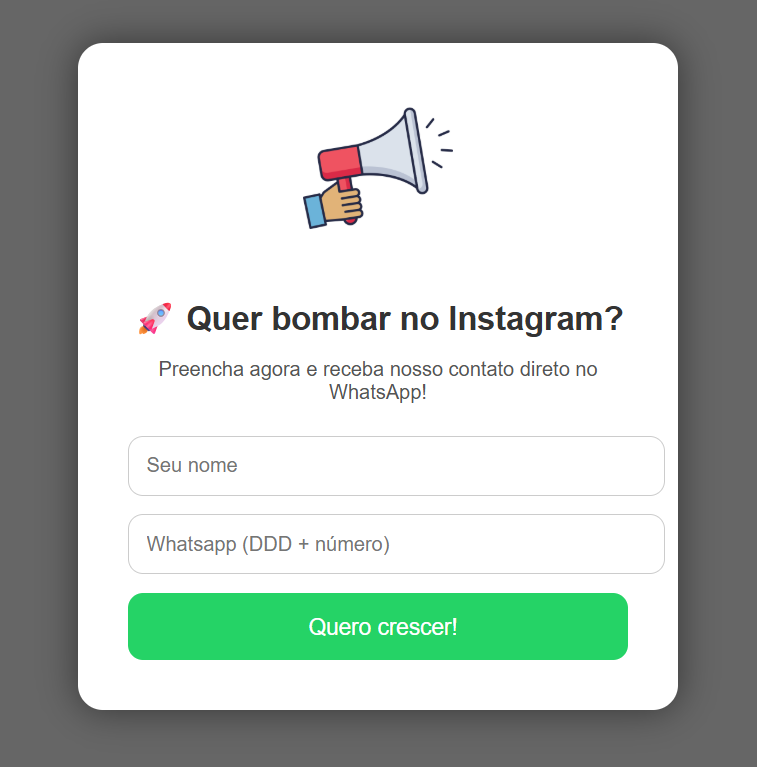 🚀 Quer bombar no Instagram?
Preencha agora e receba nosso contato direto no
WhatsApp!
Seu nome
Whatsapp (DDD + número)
Quero crescer!